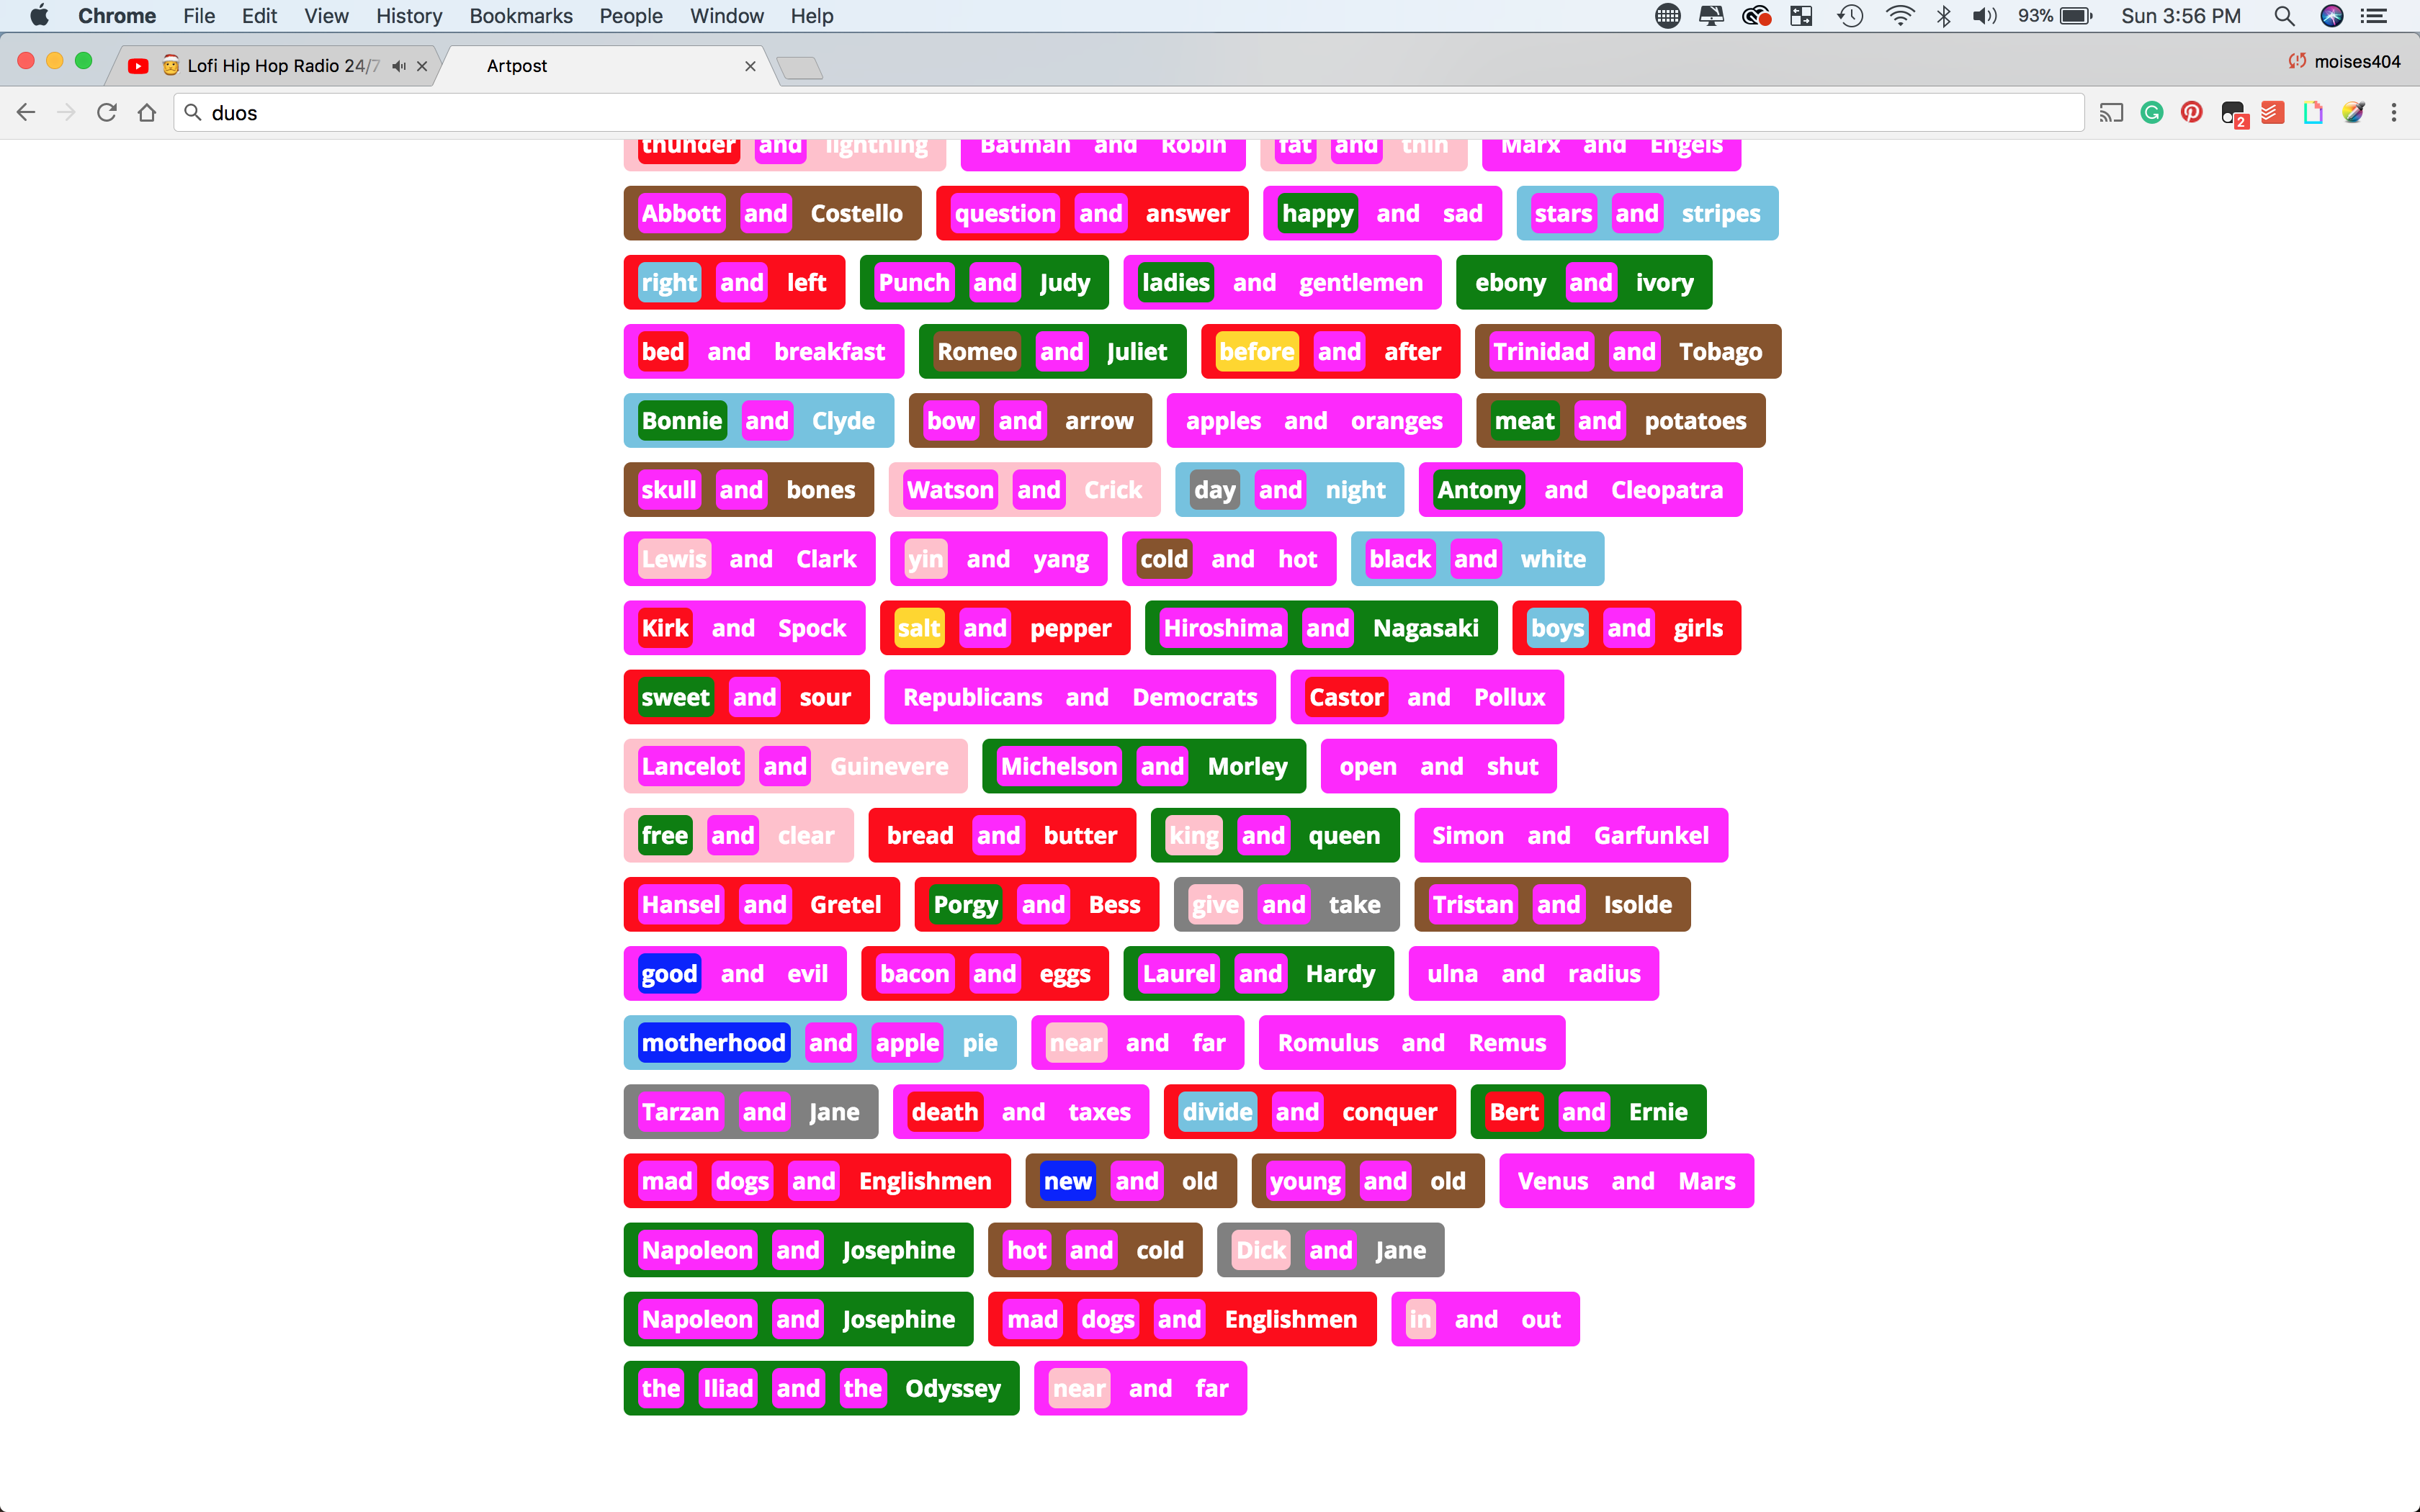 Chrome File Edit View History Bookmarks People Window Help 93% Sun 3:56 PM
Lofi Hip Hop Radio 24/7 Artpost moises404
duos 2
thunder and lightning Batman and Robin fat and thin Marx and Engels
Abbott and Costello question and answer happy and sad stars and stripes
right and left Punch and Judy ladies and gentlemen ebony and ivory
bed and breakfast Romeo and Juliet before and after Trinidad and Tobago
Bonnie and Clyde bow and arrow apples and oranges meat and potatoes
skull and bones Watson and Crick day and night Antony and Cleopatra
Lewis and Clark yin and yang cold and hot black and white
Kirk and Spock salt and pepper Hiroshima and Nagasaki boys and girls
sweet and sour Republicans and Democrats Castor and Pollux
Lancelot and Guinevere Michelson and Morley open and shut
free and clear bread and butter king and queen Simon and Garfunkel
Hansel and Gretel Porgy and Bess give and take Tristan and Isolde
good and evil bacon and eggs Laurel and Hardy ulna and radius
motherhood and apple pie near and far Romulus and Remus
Tarzan and Jane death and taxes divide and conquer Bert and Ernie
mad dogs and Englishmen new and old young and old Venus and Mars
Napoleon and Josephine hot and cold Dick and Jane
Napoleon and Josephine mad dogs and Englishmen in and out
the Iliad and the Odyssey near and far